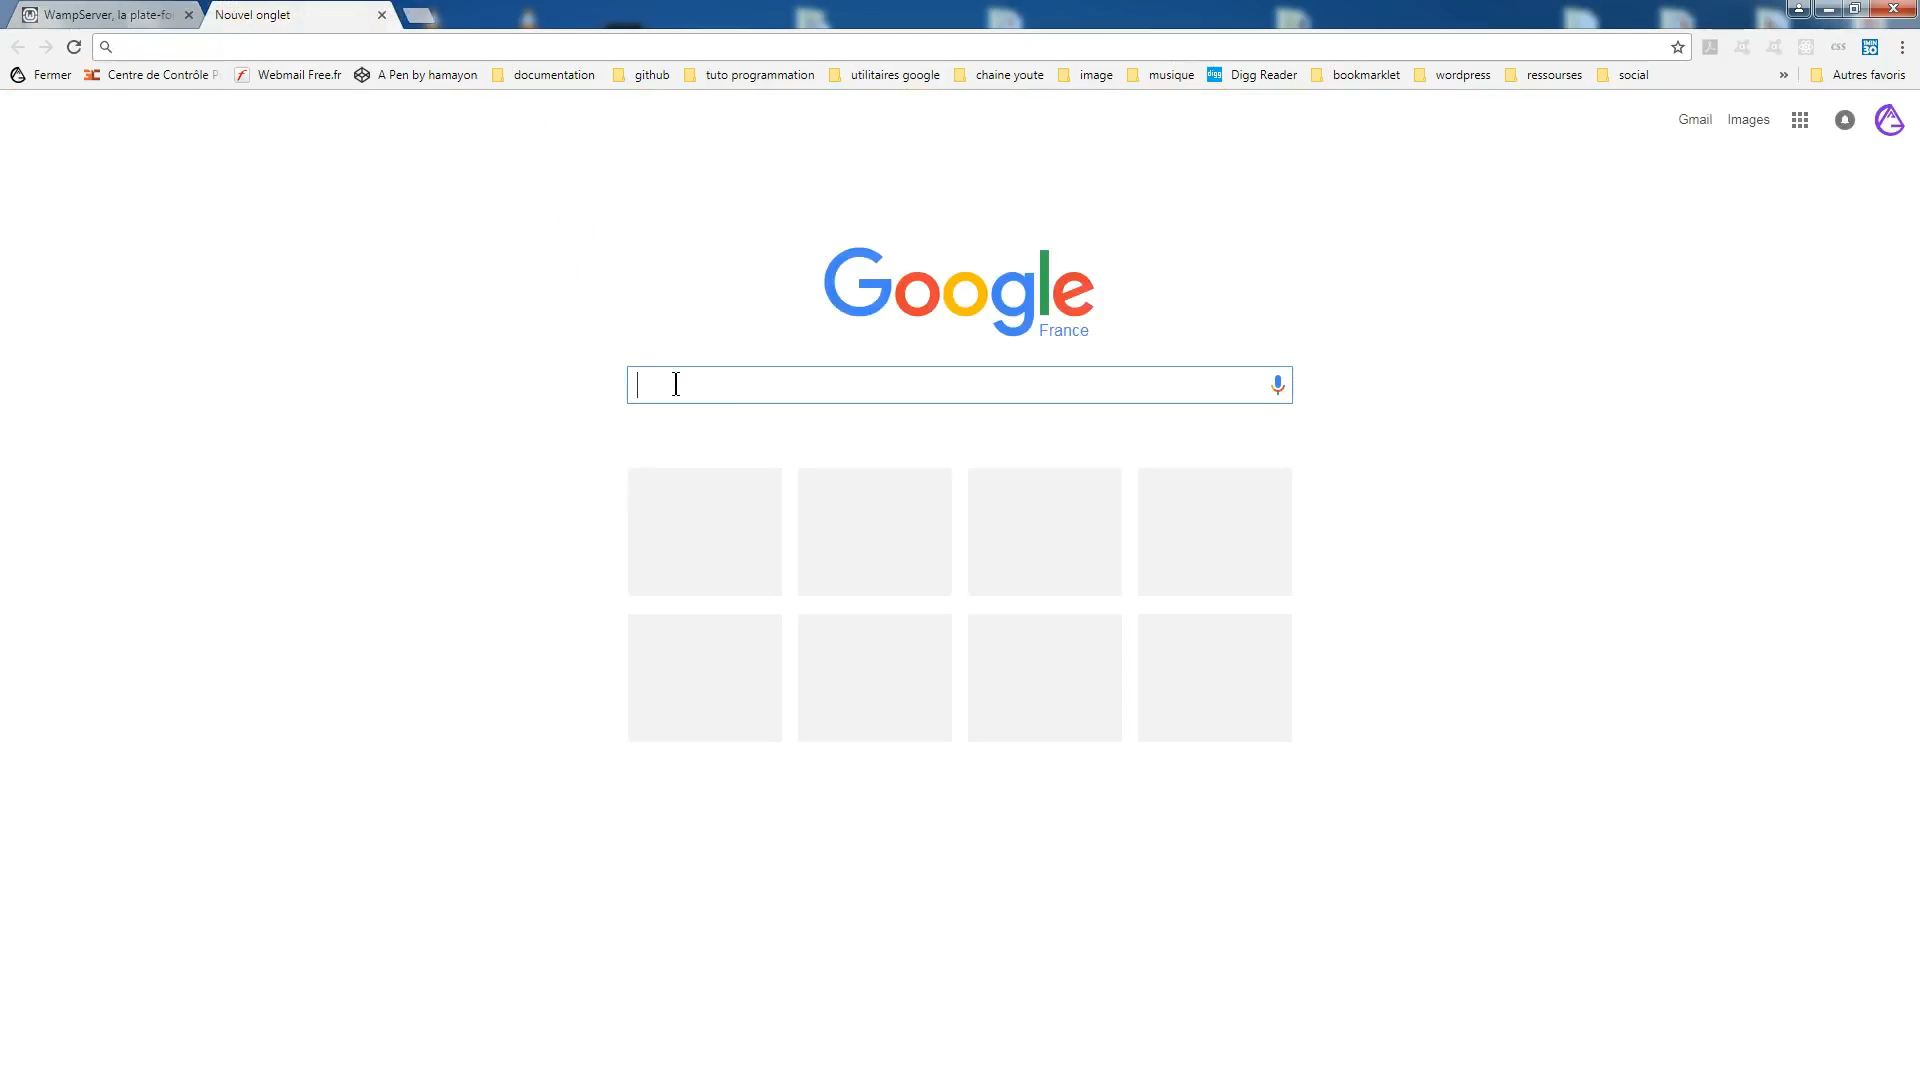 WampServer, la plate-fo
Nouvel onglet
Fermer
Centre de Contrôle P
Webmail Free.fr
A Pen by hamayon
documentation
github
tuto programmation
utilitaires google
chaine youte
image
musique
digg
Digg Reader
bookmarklet
wordpress
ressourses
social
»
Autres favoris
css
Gmail
Images
Google
France